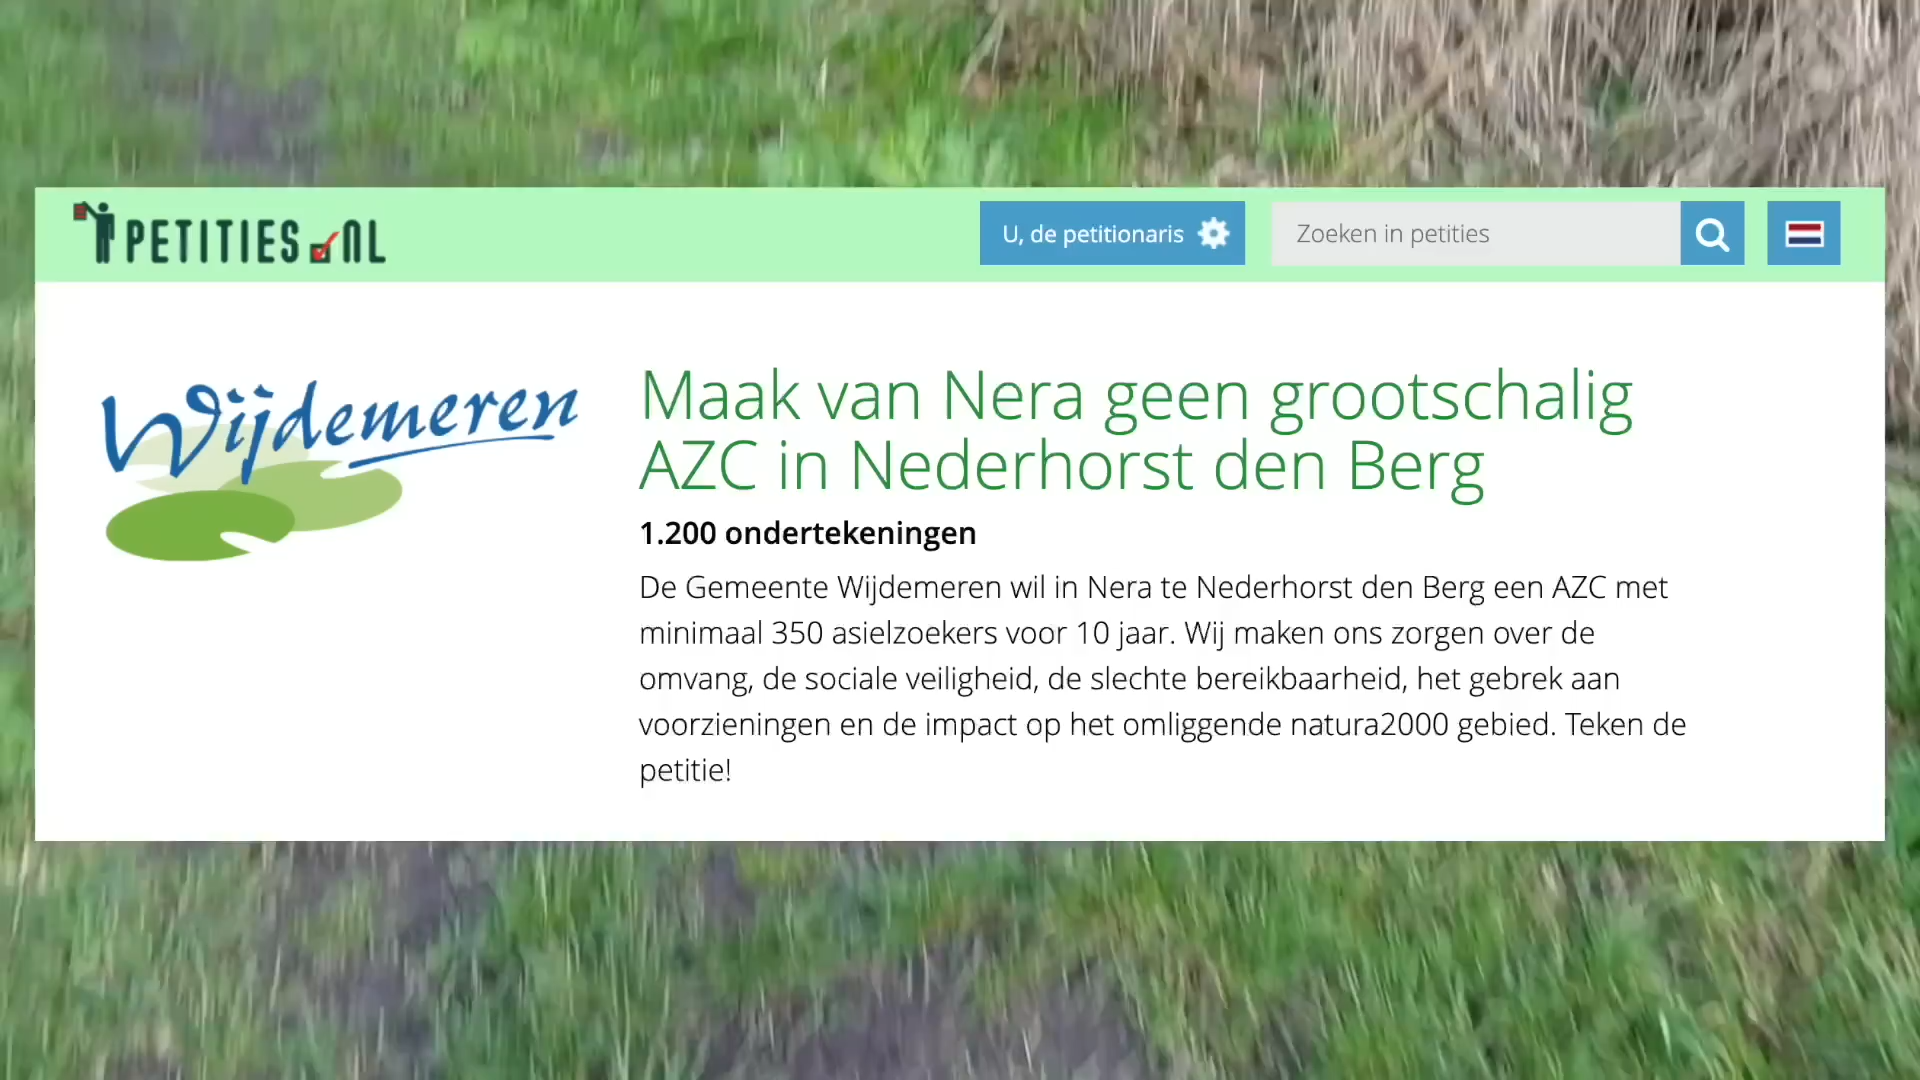 PETITIES.NL
U, de petitionaris
Zoeken in petities
Wijdemeren
Maak van Nera geen grootschalig
AZC in Nederhorst den Berg
1.200 ondertekeningen
De Gemeente Wijdemeren wil in Nera te Nederhorst den Berg een AZC met
minimaal 350 asielzoekers voor 10 jaar. Wij maken ons zorgen over de
omvang, de sociale veiligheid, de slechte bereikbaarheid, het gebrek aan
voorzieningen en de impact op het omliggende natura2000 gebied. Teken de
petitie!